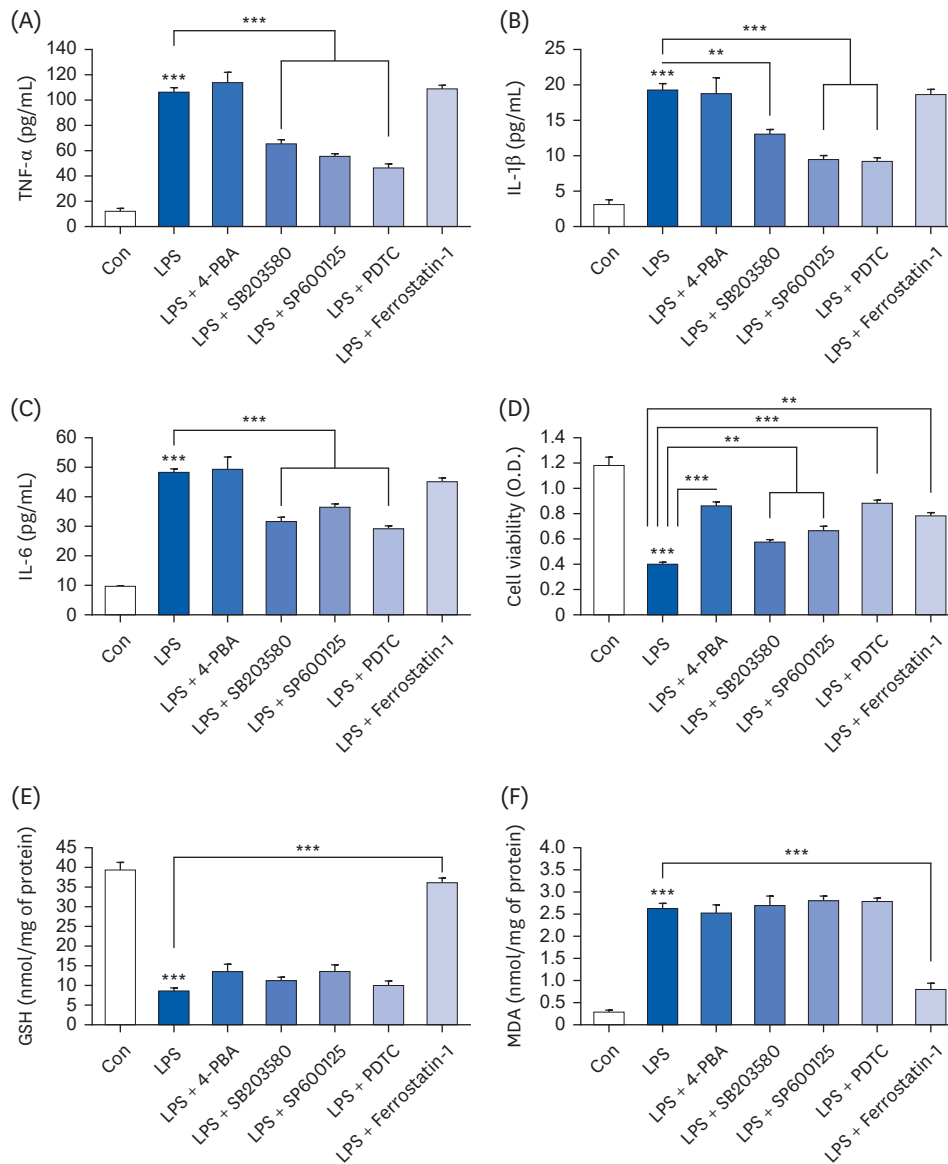 (A)
***
TNF-α (pg/mL)
140
120
100
80
60
40
20
0
***
Con
LPS
LPS + 4-PBA
LPS + SB203580
LPS + SP600125
LPS + PDTC
LPS + Ferrostatin-1
(B)
***
**
IL-1β (pg/mL)
25
20
15
10
5
0
***
Con
LPS
LPS + 4-PBA
LPS + SB203580
LPS + SP600125
LPS + PDTC
LPS + Ferrostatin-1
(C)
***
IL-6 (pg/mL)
60
50
40
30
20
10
0
***
Con
LPS
LPS + 4-PBA
LPS + SB203580
LPS + SP600125
LPS + PDTC
LPS + Ferrostatin-1
(D)
**
***
**
***
Cell viability (O.D.)
1.4
1.2
1.0
0.8
0.6
0.4
0.2
0
***
Con
LPS
LPS + 4-PBA
LPS + SB203580
LPS + SP600125
LPS + PDTC
LPS + Ferrostatin-1
(E)
***
GSH (nmol/mg of protein)
45
40
35
30
25
20
15
10
5
0
***
Con
LPS
LPS + 4-PBA
LPS + SB203580
LPS + SP600125
LPS + PDTC
LPS + Ferrostatin-1
(F)
***
MDA (nmol/mg of protein)
4.0
3.5
3.0
2.5
2.0
1.0
1.0
0.5
0
***
Con
LPS
LPS + 4-PBA
LPS + SB203580
LPS + SP600125
LPS + PDTC
LPS + Ferrostatin-1